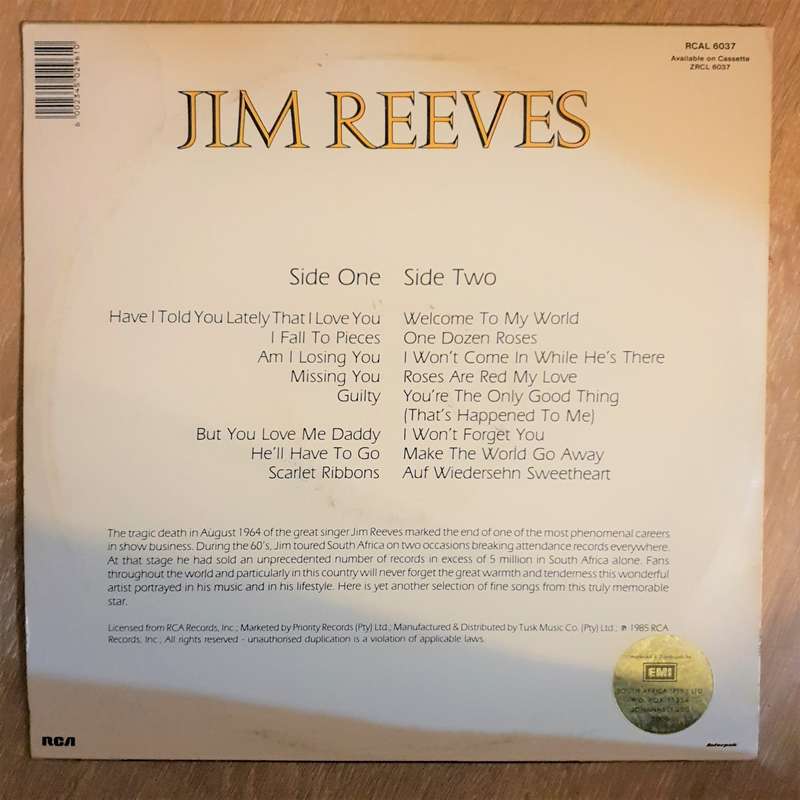 6 002345 029610
RCAL 6037
Available on Cassette
ZRCL 6037
JIM REEVES
Side One
Have I Told You Lately That I Love You
I Fall To Pieces
Am I Losing You
Missing You
Guilty
But You Love Me Daddy
He'll Have To Go
Scarlet Ribbons
Side Two
Welcome To My World
One Dozen Roses
I Won't Come In While He's There
Roses Are Red My Love
You're The Only Good Thing
(That's Happened To Me)
I Won't Forget You
Make The World Go Away
Auf Wiedersehn Sweetheart
The tragic death in August 1964 of the great singer Jim Reeves marked the end of one of the most phenomenal careers
in show business. During the 60's, Jim toured South Africa on two occasions breaking attendance records everywhere.
At that stage he had sold an unprecedented number of records in excess of 5 million in South Africa alone. Fans
throughout the world and particularly in this country will never forget the great warmth and tenderness this wonderful
artist portrayed in his music and in his lifestyle. Here is yet another selection of fine songs from this truly memorable
star.
Licensed from RCA Records, Inc.; Marketed by Priority Records (Pty) Ltd.; Manufactured & Distributed by Tusk Music Co. (Pty) Ltd.; ℗ 1985 RCA
Records, Inc.; All rights reserved - unauthorised duplication is a violation of applicable laws.
EMI
SOUTH AFRICA (PTY) LTD
P.O. BOX
JOHANNESBURG
RCA
Interpak